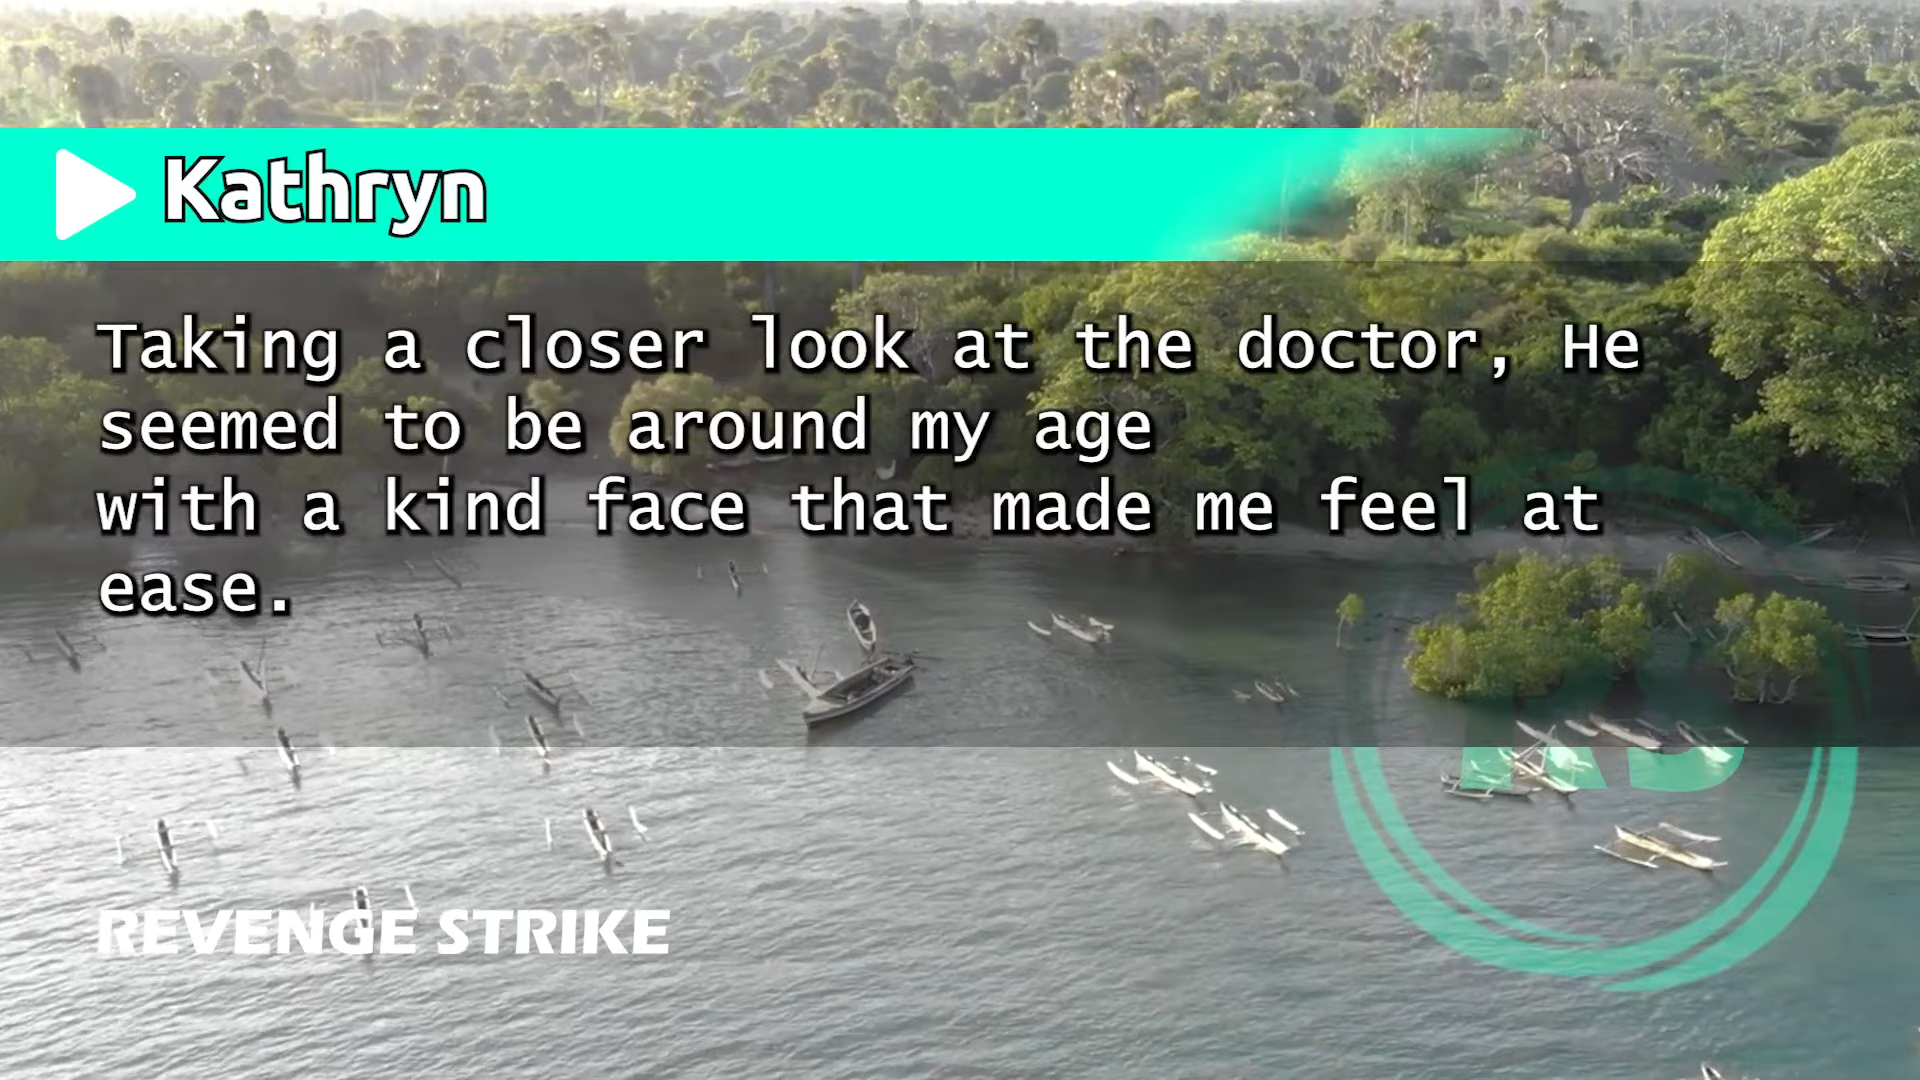 Kathryn
Taking a closer look at the doctor, He
seemed to be around my age
with a kind face that made me feel at
ease.
RS
REVENGE STRIKE